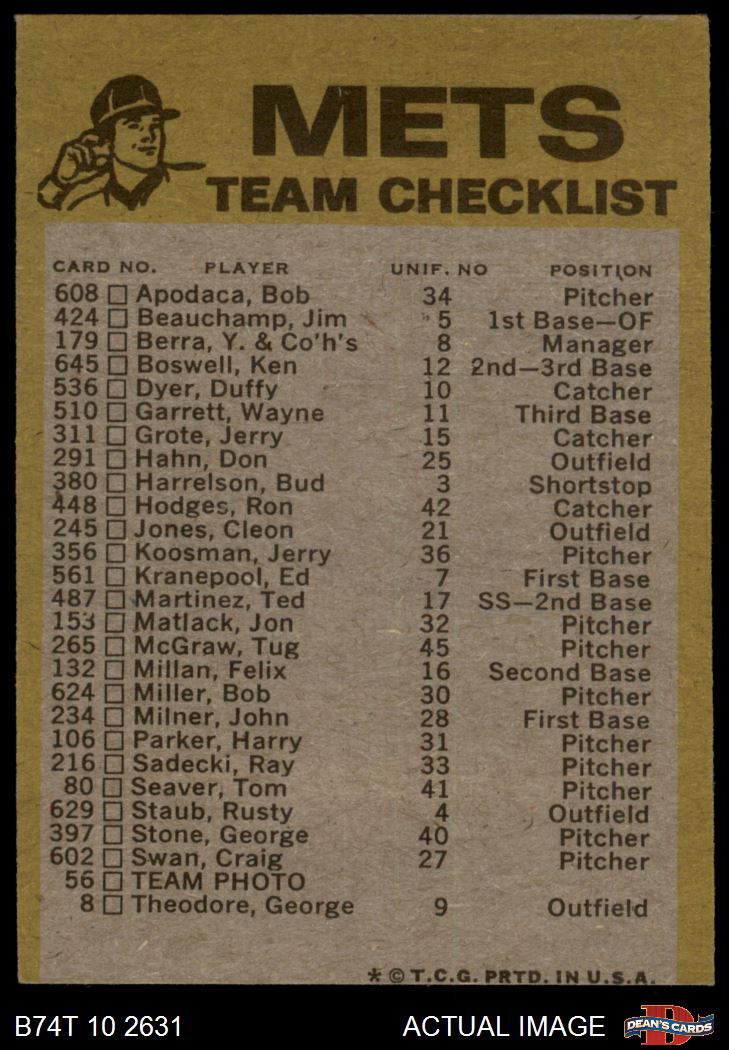 METS
TEAM CHECKLIST
CARD NO. PLAYER UNIF. NO POSITION
608 Apodaca, Bob 34 Pitcher
424 Beauchamp, Jim 5 1st Base—OF
179 Berra, Y. & Co'h's 8 Manager
645 Boswell, Ken 12 2nd—3rd Base
536 Dyer, Duffy 10 Catcher
510 Garrett, Wayne 11 Third Base
311 Grote, Jerry 15 Catcher
291 Hahn, Don 25 Outfield
380 Harrelson, Bud 3 Shortstop
448 Hodges, Ron 42 Catcher
245 Jones, Cleon 21 Outfield
356 Koosman, Jerry 36 Pitcher
561 Kranepool, Ed 7 First Base
487 Martinez, Ted 17 SS—2nd Base
153 Matlack, Jon 32 Pitcher
265 McGraw, Tug 45 Pitcher
132 Millan, Felix 16 Second Base
624 Miller, Bob 30 Pitcher
234 Milner, John 28 First Base
106 Parker, Harry 31 Pitcher
216 Sadecki, Ray 33 Pitcher
80 Seaver, Tom 41 Pitcher
629 Staub, Rusty 4 Outfield
397 Stone, George 40 Pitcher
602 Swan, Craig 27 Pitcher
56 TEAM PHOTO
8 Theodore, George 9 Outfield
* © T.C.G. PRTD. IN U.S.A.
B74T 10 2631 ACTUAL IMAGE DEAN'S CARDS